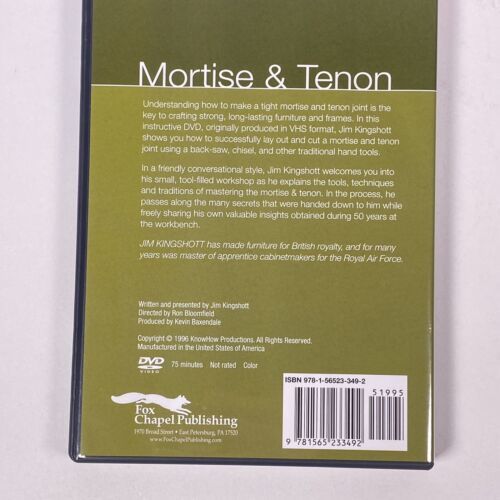 Mortise & Tenon
Understanding how to make a tight mortise and tenon joint is the
key to crafting strong, long-lasting furniture and frames. In this
instructive DVD, originally produced in VHS format, Jim Kingshott
shows you how to successfully lay out and cut a mortise and tenon
joint using a back-saw, chisel, and other traditional hand tools.
In a friendly conversational style, Jim Kingshott welcomes you into
his small, tool-filled workshop as he explains the tools, techniques
and traditions of mastering the mortise & tenon. In the process, he
passes along the many secrets that were handed down to him while
freely sharing his own valuable insights obtained during 50 years at
the workbench.
JIM KINGSHOTT has made furniture for British royalty, and for many
years was master of apprentice cabinetmakers for the Royal Air Force.
Written and presented by Jim Kingshott
Directed by Ron Bloomfield
Produced by Kevin Baxendale
Copyright © 1996 KnowHow Productions. All Rights Reserved.
Manufactured in the United States of America
DVD VIDEO 75 minutes Not rated Color
Fox
Chapel Publishing
1970 Broad Street • East Petersburg, PA 17520
www.FoxChapelPublishing.com
ISBN 978-1-56523-349-2
51995
9 781565 233492